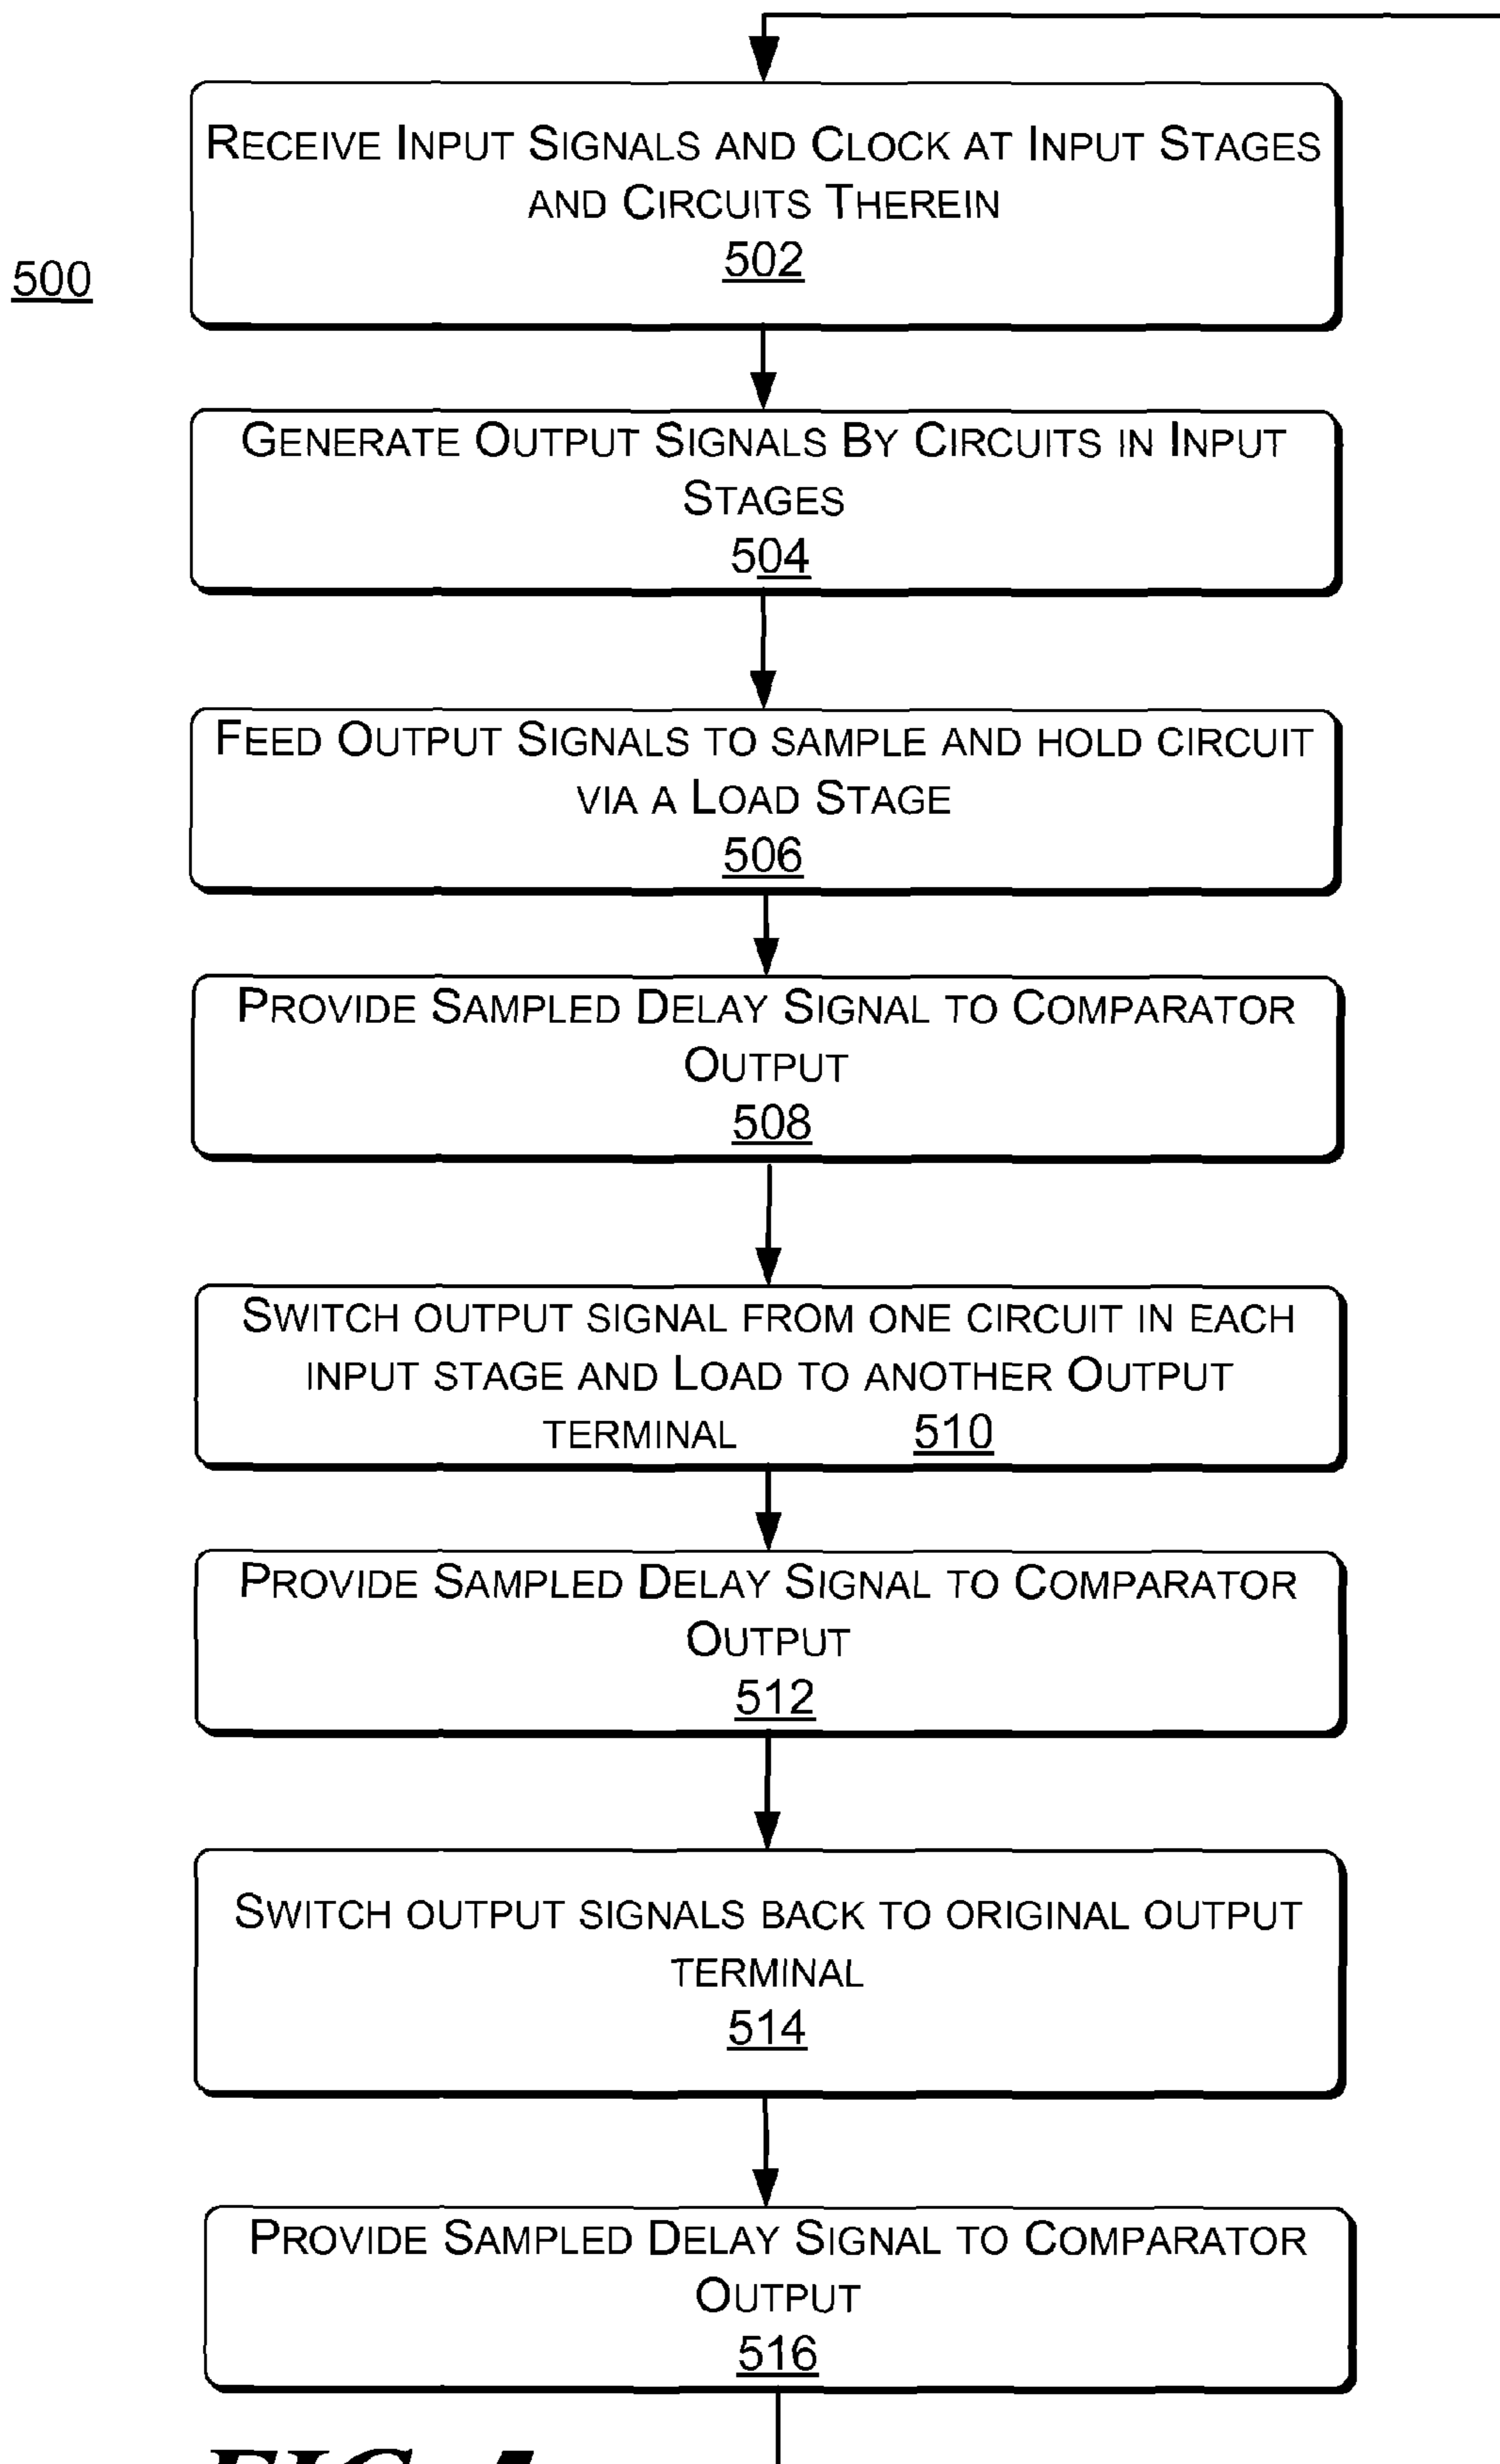 RECEIVE INPUT SIGNALS AND CLOCK AT INPUT STAGES
AND CIRCUITS THEREIN
502
500
GENERATE OUTPUT SIGNALS BY CIRCUITS IN INPUT
STAGES
504
FEED OUTPUT SIGNALS TO SAMPLE AND HOLD CIRCUIT
VIA A LOAD STAGE
506
PROVIDE SAMPLED DELAY SIGNAL TO COMPARATOR
OUTPUT
508
SWITCH OUTPUT SIGNAL FROM ONE CIRCUIT IN EACH
INPUT STAGE AND LOAD TO ANOTHER OUTPUT
TERMINAL 510
PROVIDE SAMPLED DELAY SIGNAL TO COMPARATOR
OUTPUT
512
SWITCH OUTPUT SIGNALS BACK TO ORIGINAL OUTPUT
TERMINAL
514
PROVIDE SAMPLED DELAY SIGNAL TO COMPARATOR
OUTPUT
516